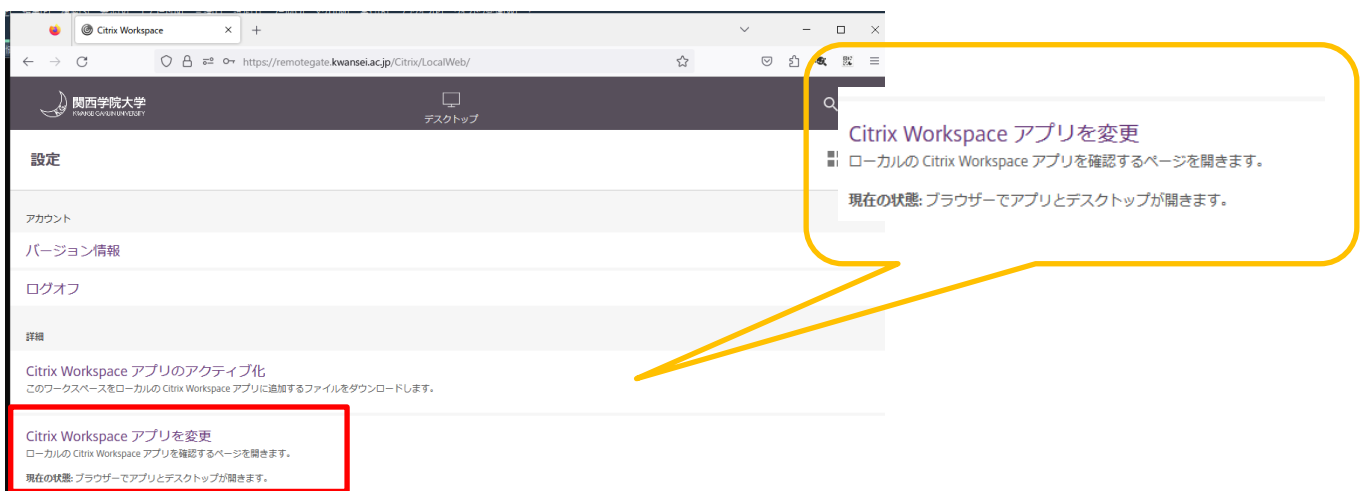 Citrix Workspace
https://remotegate.kwansei.ac.jp/Citrix/LocalWeb/
関西学院大学
KWANSEI GAKUIN UNIVERSITY
デスクトップ
設定
アカウント
バージョン情報
ログオフ
詳細
Citrix Workspace アプリのアクティブ化
このワークスペースをローカルの Citrix Workspace アプリに追加するファイルをダウンロードします。
Citrix Workspace アプリを変更
ローカルの Citrix Workspace アプリを確認するページを開きます。
現在の状態: ブラウザーでアプリとデスクトップが開きます。
Citrix Workspace アプリを変更
ローカルの Citrix Workspace アプリを確認するページを開きます。
現在の状態: ブラウザーでアプリとデスクトップが開きます。